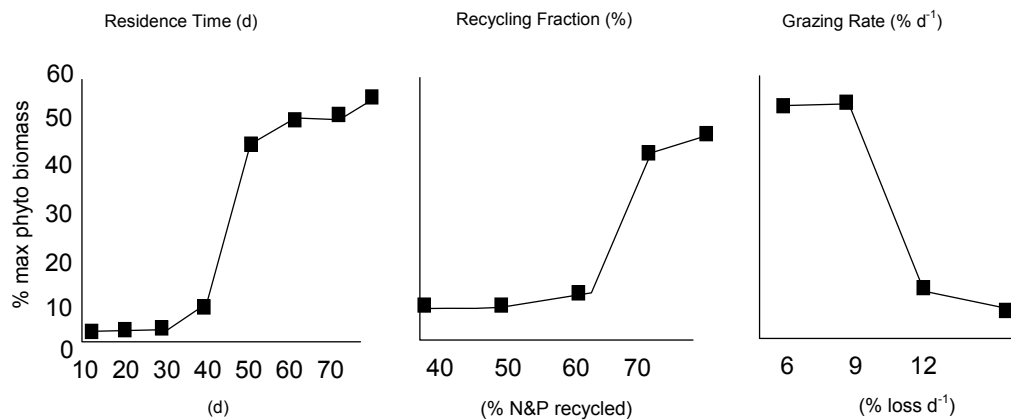 Residence Time (d)
Recycling Fraction (%)
Grazing Rate (% d-1)
% max phyto biomass
60
50
40
30
20
10
0
10 20 30 40 50 60 70
40 50 60 70
6 9 12
(d)
(% N&P recycled)
(% loss d-1)